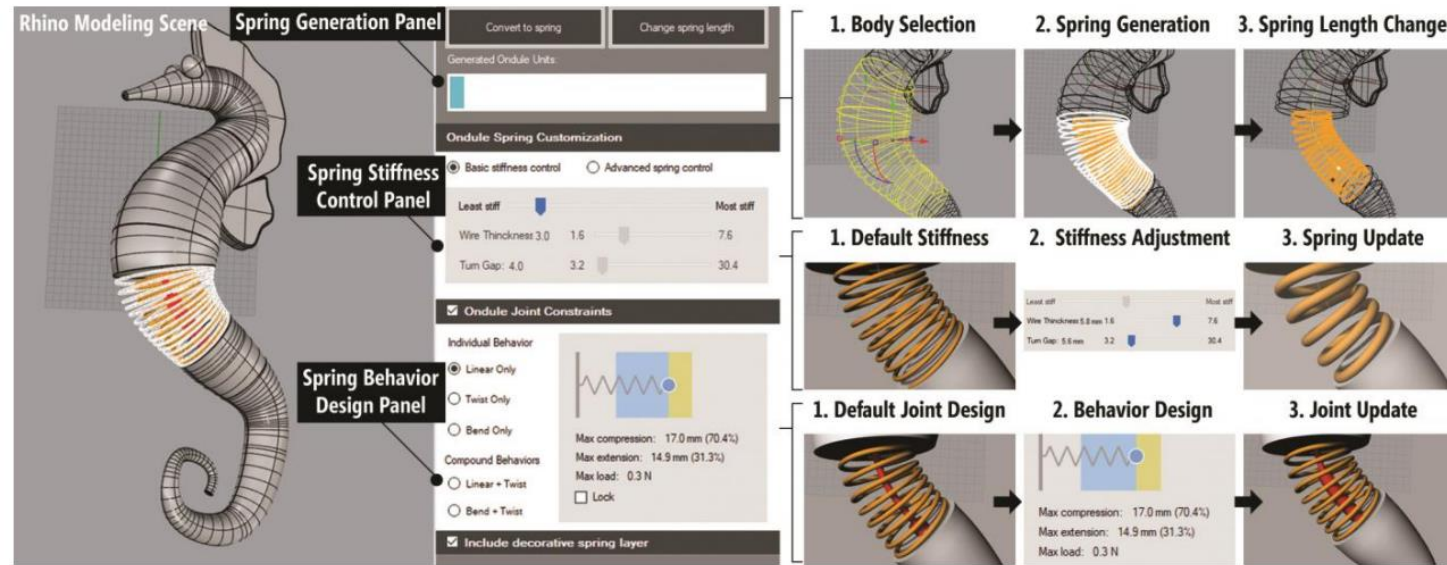 Rhino Modeling Scene
Spring Generation Panel
Convert to spring
Change spring length
Generated Ondule Units:
Ondule Spring Customization
Basic stiffness control
Advanced spring control
Spring Stiffness
Control Panel
Least stiff
Most stiff
Wire Thinckness 3.0 1.6 7.6
Turn Gap: 4.0 3.2 30.4
Ondule Joint Constraints
Individual Behavior
Linear Only
Twist Only
Bend Only
Spring Behavior
Design Panel
Compound Behaviors
Linear + Twist
Bend + Twist
Max compression: 17.0 mm (70.4%)
Max extension: 14.9 mm (31.3%)
Max load: 0.3 N
Lock
Include decorative spring layer
1. Body Selection
2. Spring Generation
3. Spring Length Change
1. Default Stiffness
2. Stiffness Adjustment
3. Spring Update
Least stiff
Most stiff
Wire Thinckness 5.8 mm 1.6 7.6
Turn Gap: 5.6 mm 3.2 30.4
1. Default Joint Design
2. Behavior Design
3. Joint Update
Max compression: 17.0 mm (70.4%)
Max extension: 14.9 mm (31.3%)
Max load: 0.3 N